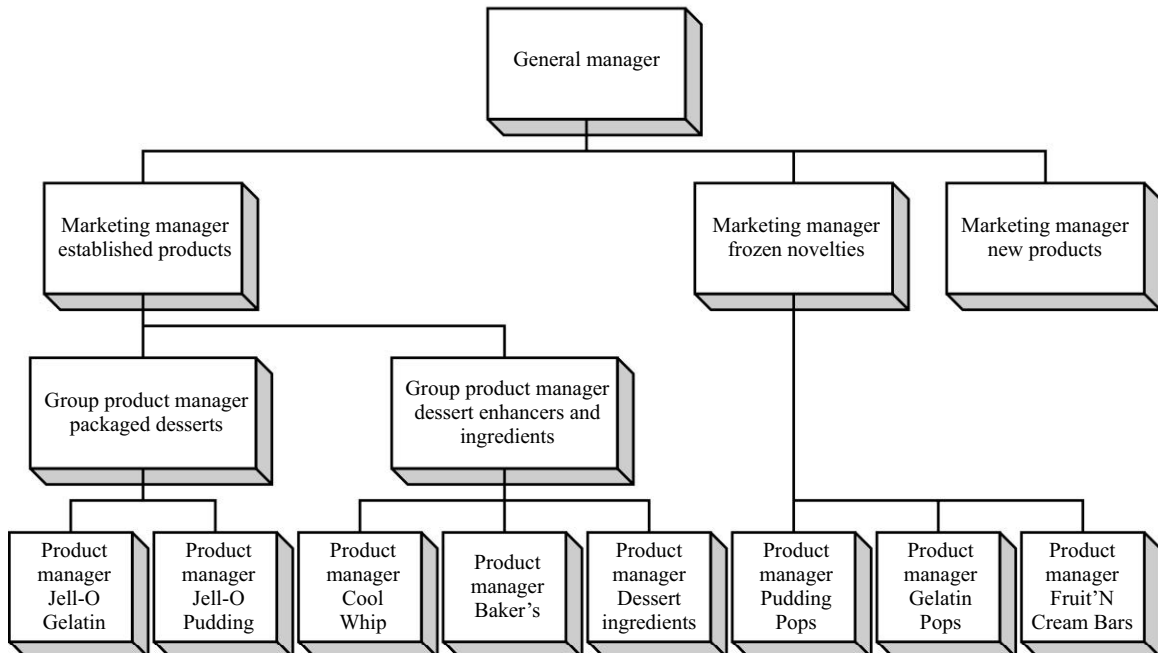 General manager
Marketing manager
established products
Marketing manager
frozen novelties
Marketing manager
new products
Group product manager
packaged desserts
Group product manager
dessert enhancers and
ingredients
Product
manager
Jell-O
Gelatin
Product
manager
Jell-O
Pudding
Product
manager
Cool
Whip
Product
manager
Baker’s
Product
manager
Dessert
ingredients
Product
manager
Pudding
Pops
Product
manager
Gelatin
Pops
Product
manager
Fruit’N
Cream Bars